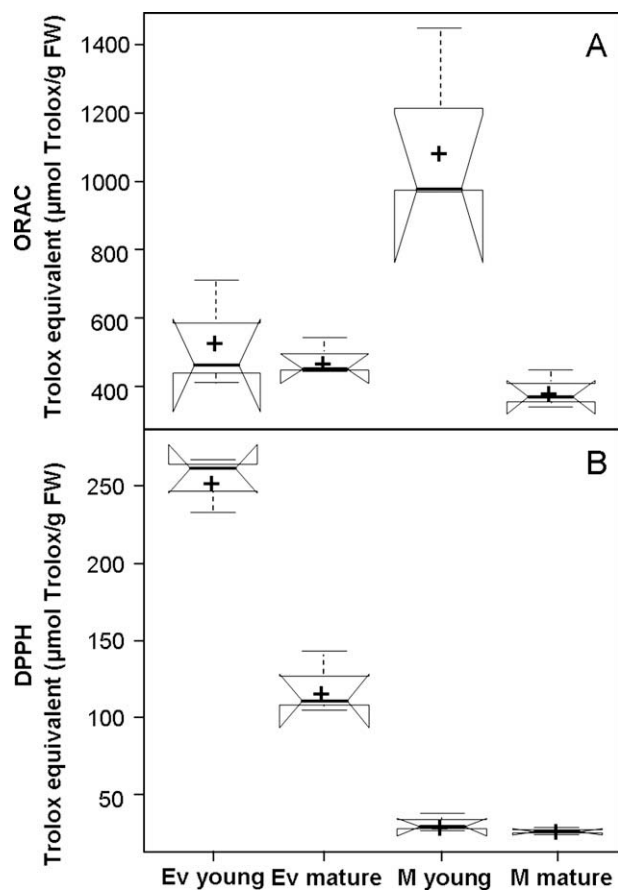 A
ORAC
Trolox equivalent (µmol Trolox/g FW)
1400
1200
1000
800
600
400
B
DPPH
Trolox equivalent (µmol Trolox/g FW)
250
200
150
100
50
Ev young Ev mature M young M mature